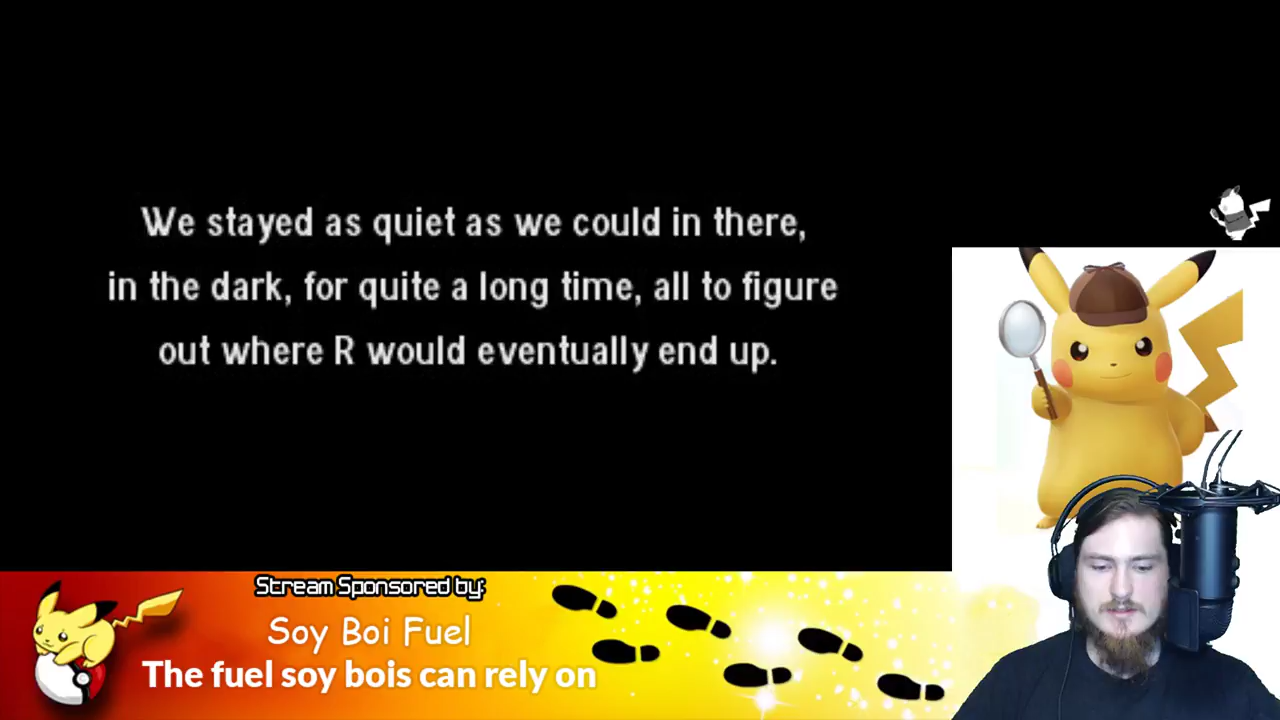 We stayed as quiet as we could in there,
in the dark, for quite a long time, all to figure
out where R would eventually end up.
Stream Sponsored by:
Soy Boi Fuel
The fuel soy bois can rely on